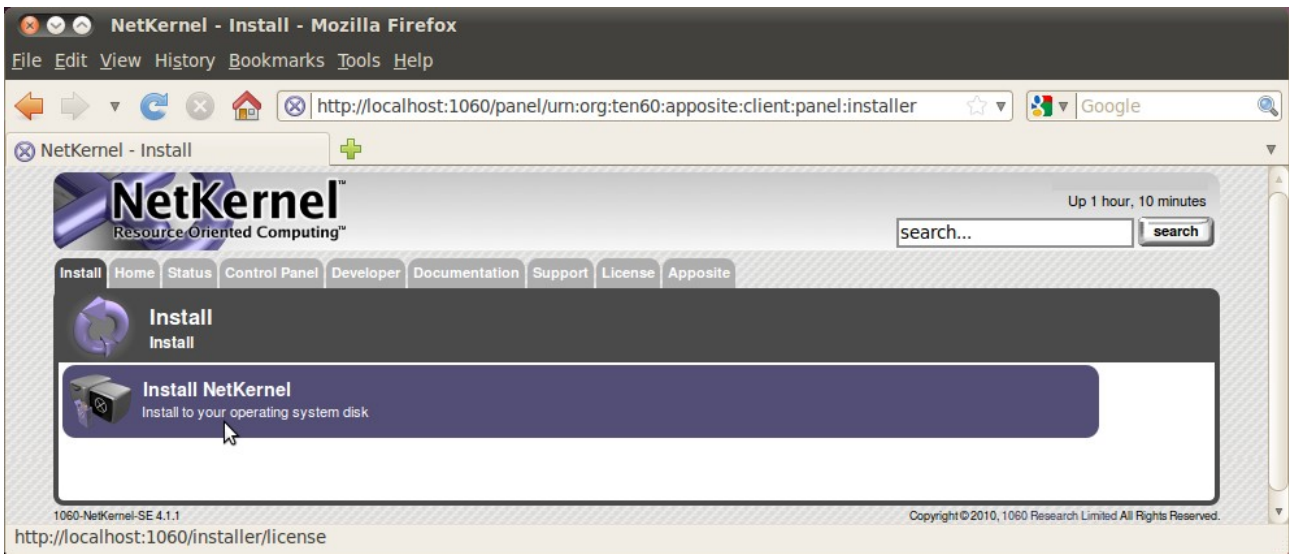 NetKernel - Install - Mozilla Firefox
File Edit View History Bookmarks Tools Help
http://localhost:1060/panel/urn:org:ten60:apposite:client:panel:installer
Google
NetKernel - Install
NetKernel™
Resource Oriented Computing™
Up 1 hour, 10 minutes
search...
search
Install Home Status Control Panel Developer Documentation Support License Apposite
Install
Install
Install NetKernel
Install to your operating system disk
1060-NetKernel-SE 4.1.1
Copyright © 2010, 1060 Research Limited All Rights Reserved.
http://localhost:1060/installer/license